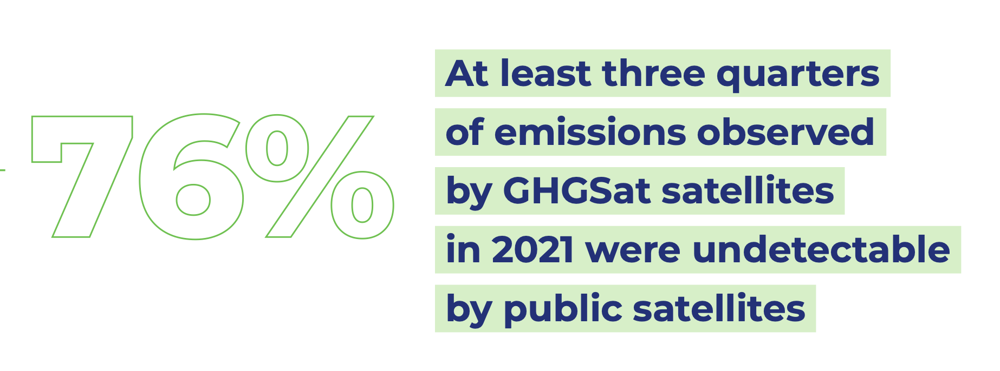 76%
At least three quarters
of emissions observed
by GHGSat satellites
in 2021 were undetectable
by public satellites